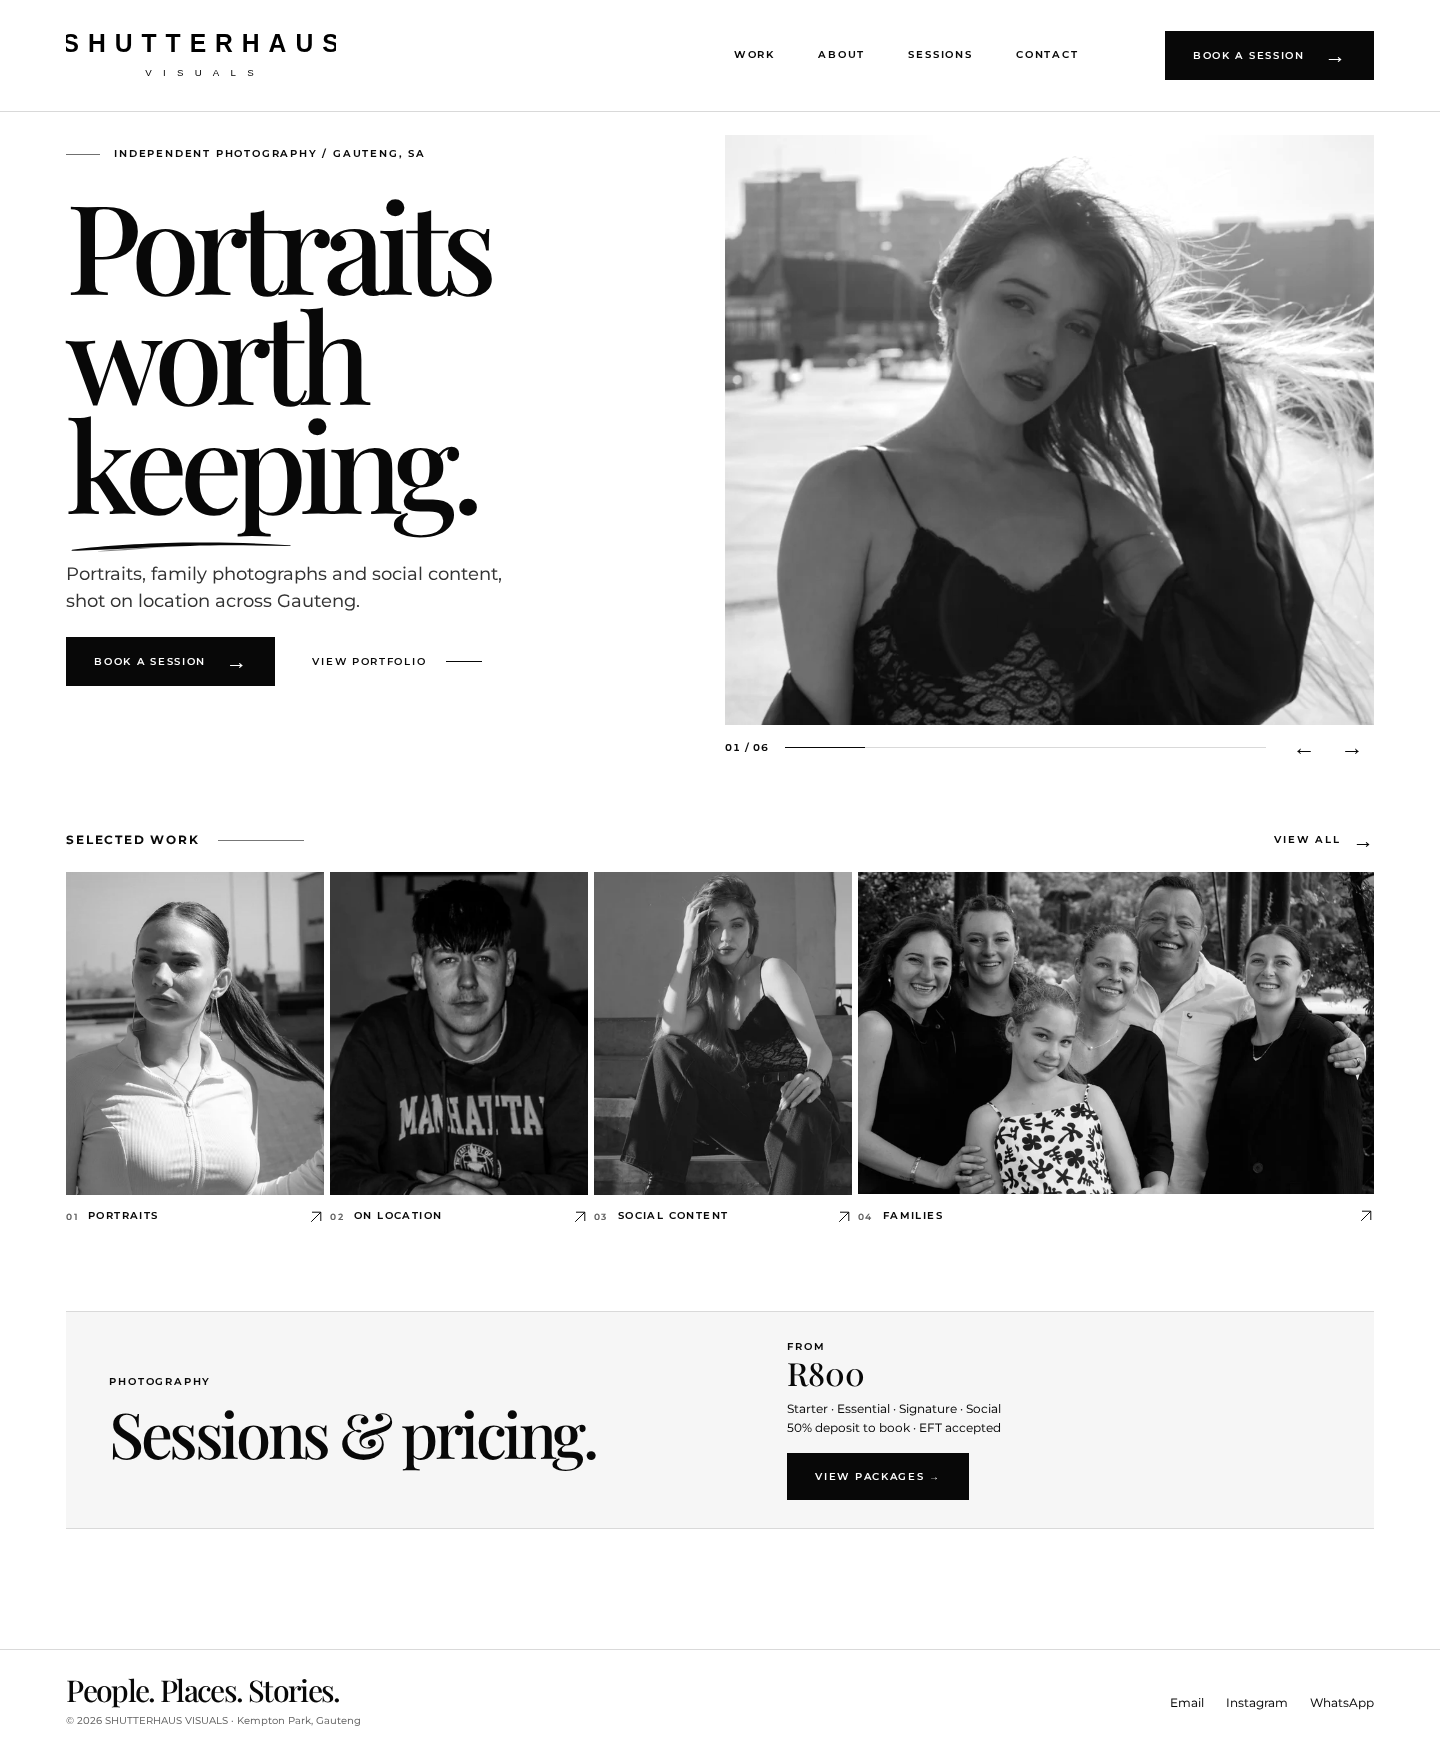 SHUTTERHAUS
VISUALS
WORK ABOUT SESSIONS CONTACT BOOK A SESSION →
INDEPENDENT PHOTOGRAPHY / GAUTENG, SA
Portraits
worth
keeping.
Portraits, family photographs and social content,
shot on location across Gauteng.
BOOK A SESSION → VIEW PORTFOLIO
01 / 06 ← →
SELECTED WORK VIEW ALL →
MANHATTA
01 PORTRAITS 02 ON LOCATION 03 SOCIAL CONTENT 04 FAMILIES
PHOTOGRAPHY
Sessions & pricing.
FROM
R800
Starter · Essential · Signature · Social
50% deposit to book · EFT accepted
VIEW PACKAGES →
People. Places. Stories.
© 2026 SHUTTERHAUS VISUALS · Kempton Park, Gauteng
Email Instagram WhatsApp